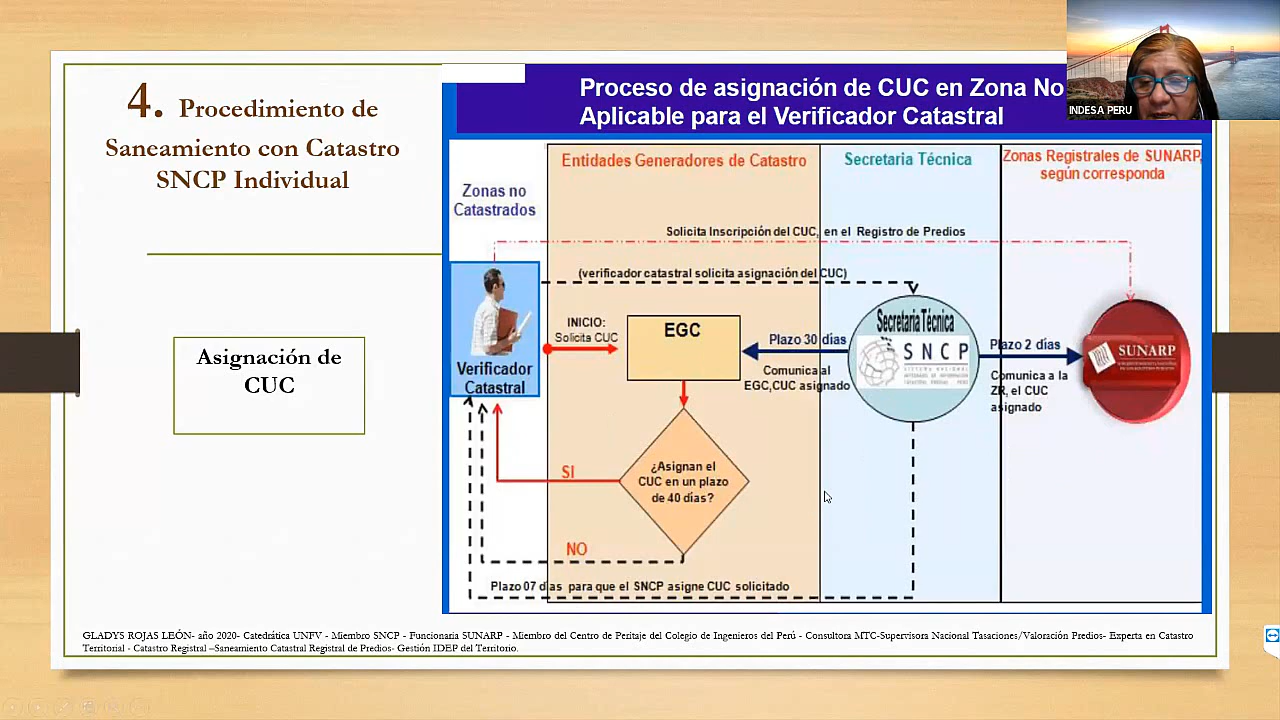 4. Procedimiento de
Saneamiento con Catastro
SNCP Individual
Asignación de
CUC
Proceso de asignación de CUC en Zona No
Aplicable para el Verificador Catastral
INDESA PERU
Zonas no
Catastrados
Entidades Generadores de Catastro
Secretaria Técnica
Zonas Registrales de SUNARP,
según corresponda
Solicita Inscripción del CUC, en el Registro de Predios
(verificador catastral solicita asignación del CUC)
Verificador
Catastral
INICIO:
Solicita CUC
EGC
Plazo 30 días
Comunica al
EGC,CUC asignado
Secretaría Técnica
SNCP
Plazo 2 días
Comunica a la
ZR, el CUC
asignado
SUNARP
¿Asignan el
CUC en un plazo
de 40 días?
SI
NO
Plazo 07 días para que el SNCP asigne CUC solicitado
GLADYS ROJAS LEÓN- año 2020- Catedrática UNFV - Miembro SNCP - Funcionaria SUNARP - Miembro del Centro de Peritaje del Colegio de Ingenieros del Perú - Consultora MTC-Supervisora Nacional Tasaciones/Valoración Predios- Experta en Catastro
Territorial - Catastro Registral –Saneamiento Catastral Registral de Predios- Gestión IDEP del Territorio.